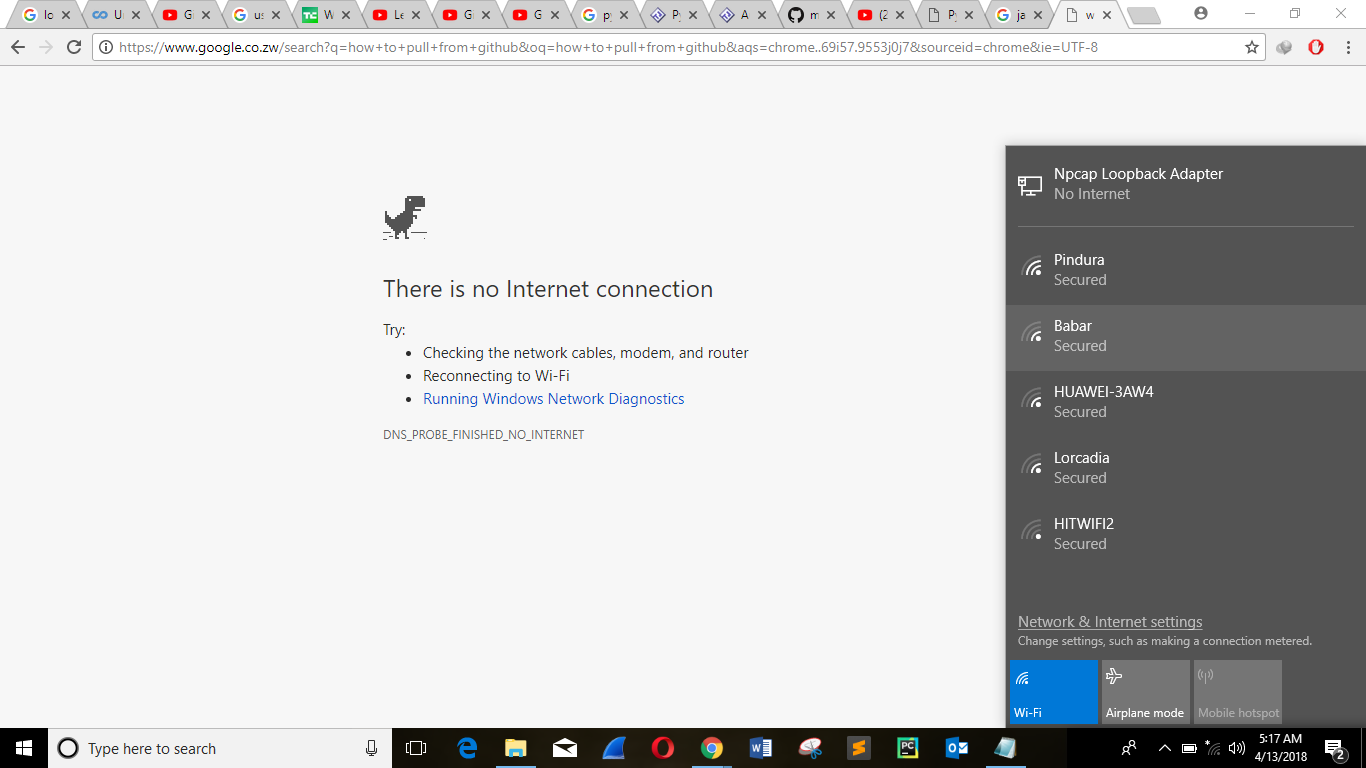 lo
Ui
Gi
us
W
Le
Gi
G
py
Py
A
m
(2
Py
ja
w
https://www.google.co.zw/search?q=how+to+pull+from+github&oq=how+to+pull+from+github&aqs=chrome..69i57.9553j0j7&sourceid=chrome&ie=UTF-8
There is no Internet connection
Try:
Checking the network cables, modem, and router
Reconnecting to Wi-Fi
Running Windows Network Diagnostics
DNS_PROBE_FINISHED_NO_INTERNET
Npcap Loopback Adapter
No Internet
Pindura
Secured
Babar
Secured
HUAWEI-3AW4
Secured
Lorcadia
Secured
HITWIFI2
Secured
Network & Internet settings
Change settings, such as making a connection metered.
Wi-Fi
Airplane mode
Mobile hotspot
Type here to search
5:17 AM
4/13/2018
2